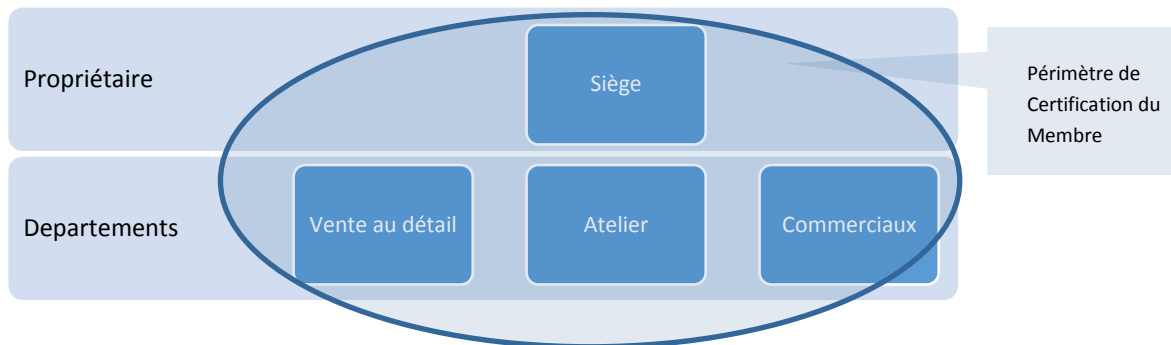 Propriétaire
Siège
Périmètre de
Certification du
Membre
Departements
Vente au détail
Atelier
Commerciaux